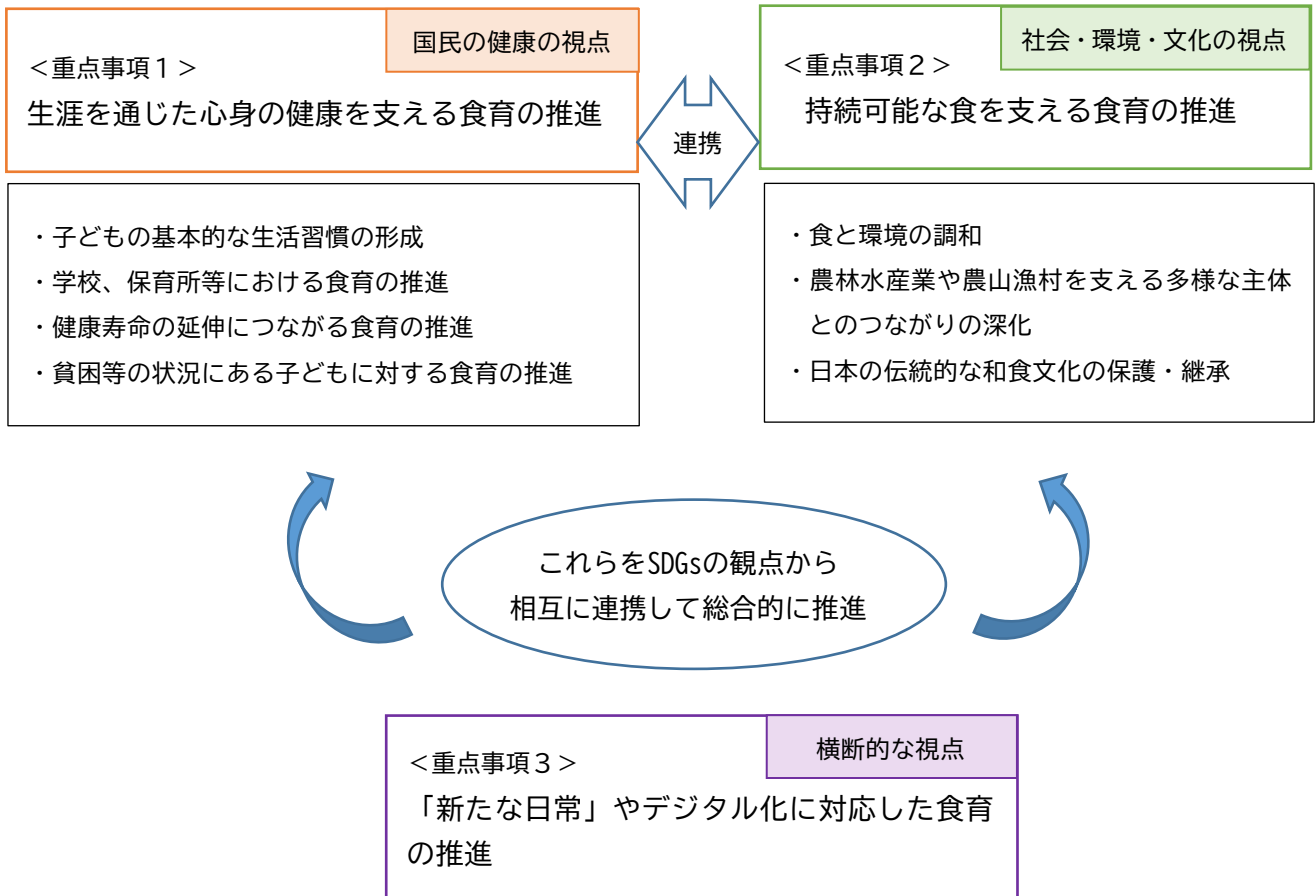 国民の健康の視点
＜重点事項１＞
生涯を通じた心身の健康を支える食育の推進
連携
社会・環境・文化の視点
＜重点事項２＞
持続可能な食を支える食育の推進
・子どもの基本的な生活習慣の形成
・学校、保育所等における食育の推進
・健康寿命の延伸につながる食育の推進
・貧困等の状況にある子どもに対する食育の推進
・食と環境の調和
・農林水産業や農山漁村を支える多様な主体
とのつながりの深化
・日本の伝統的な和食文化の保護・継承
これらをSDGsの観点から
相互に連携して総合的に推進
横断的な視点
＜重点事項３＞
「新たな日常」やデジタル化に対応した食育
の推進